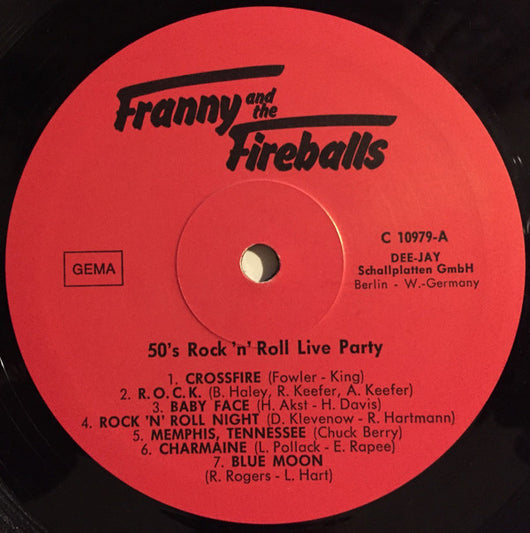 Franny and the
Fireballs
GEMA
C 10979-A
DEE-JAY
Schallplatten GmbH
Berlin - W.-Germany
50's Rock 'n' Roll Live Party
1. CROSSFIRE (Fowler - King)
2. R.O.C.K. (B. Haley, R. Keefer, A. Keefer)
3. BABY FACE (H. Akst - H. Davis)
4. ROCK 'N' ROLL NIGHT (D. Klevenow - R. Hartmann)
5. MEMPHIS, TENNESSEE (Chuck Berry)
6. CHARMAINE (L. Pollack - E. Rapee)
7. BLUE MOON
(R. Rogers - L. Hart)